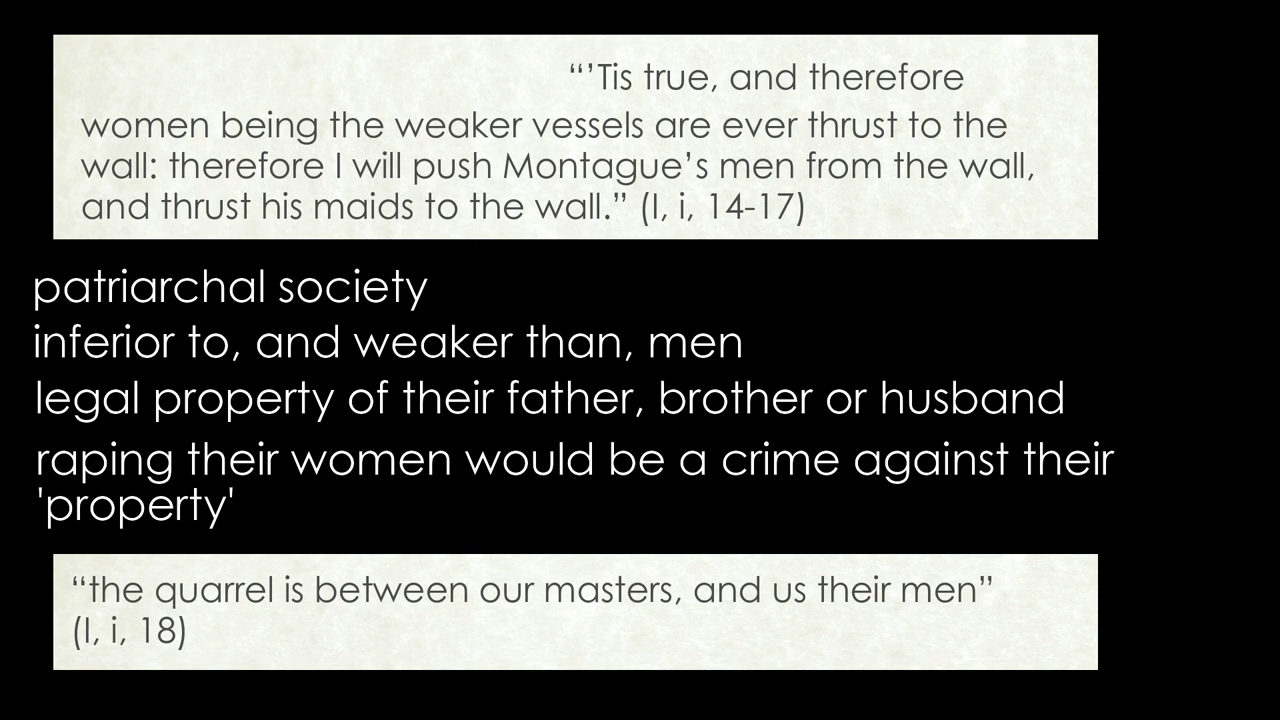 “’Tis true, and therefore
women being the weaker vessels are ever thrust to the
wall: therefore I will push Montague’s men from the wall,
and thrust his maids to the wall.” (I, i, 14-17)
patriarchal society
inferior to, and weaker than, men
legal property of their father, brother or husband
raping their women would be a crime against their
'property'
“the quarrel is between our masters, and us their men”
(I, i, 18)